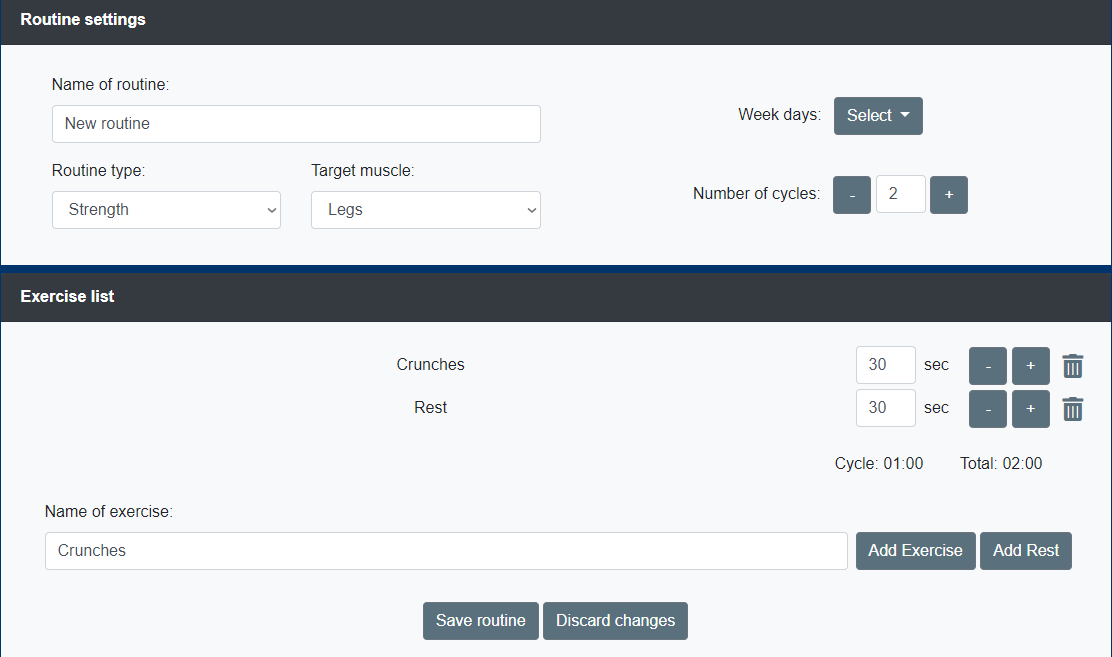 Routine settings
Name of routine:
New routine
Week days: Select
Routine type: Target muscle:
Strength Legs
Number of cycles: - 2 +
Exercise list
Crunches 30 sec - +
Rest 30 sec - +
Cycle: 01:00 Total: 02:00
Name of exercise:
Crunches Add Exercise Add Rest
Save routine Discard changes